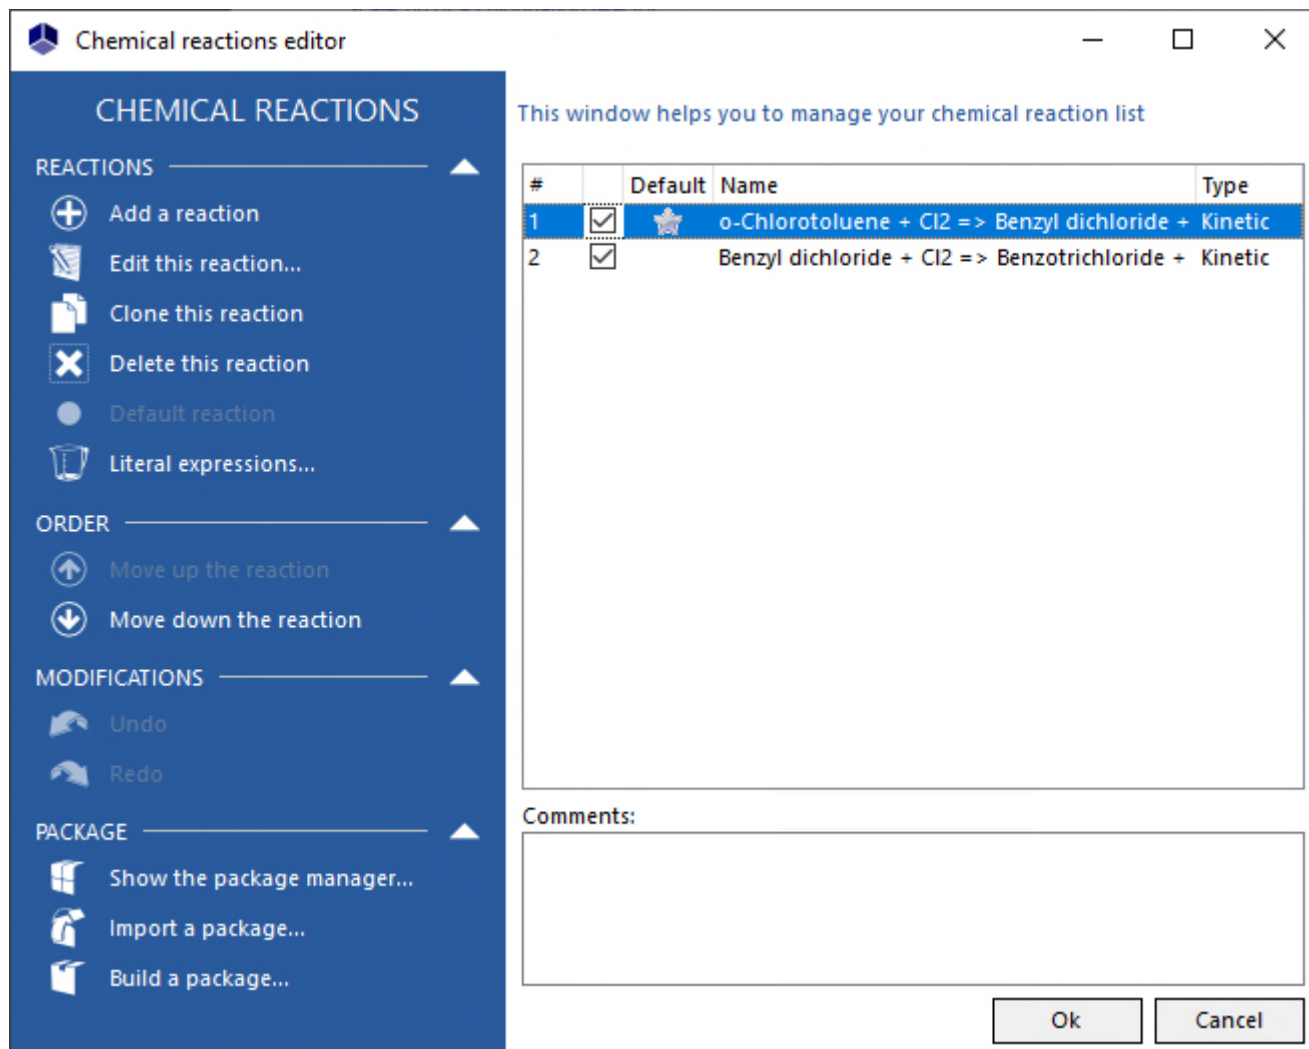 Chemical reactions editor
CHEMICAL REACTIONS
REACTIONS
Add a reaction
Edit this reaction...
Clone this reaction
Delete this reaction
Default reaction
Literal expressions...
ORDER
Move up the reaction
Move down the reaction
MODIFICATIONS
Undo
Redo
PACKAGE
Show the package manager...
Import a package...
Build a package...
This window helps you to manage your chemical reaction list
# Default Name Type
1 o-Chlorotoluene + Cl2 => Benzyl dichloride + Kinetic
2 Benzyl dichloride + Cl2 => Benzotrichloride + Kinetic
Comments:
Ok Cancel